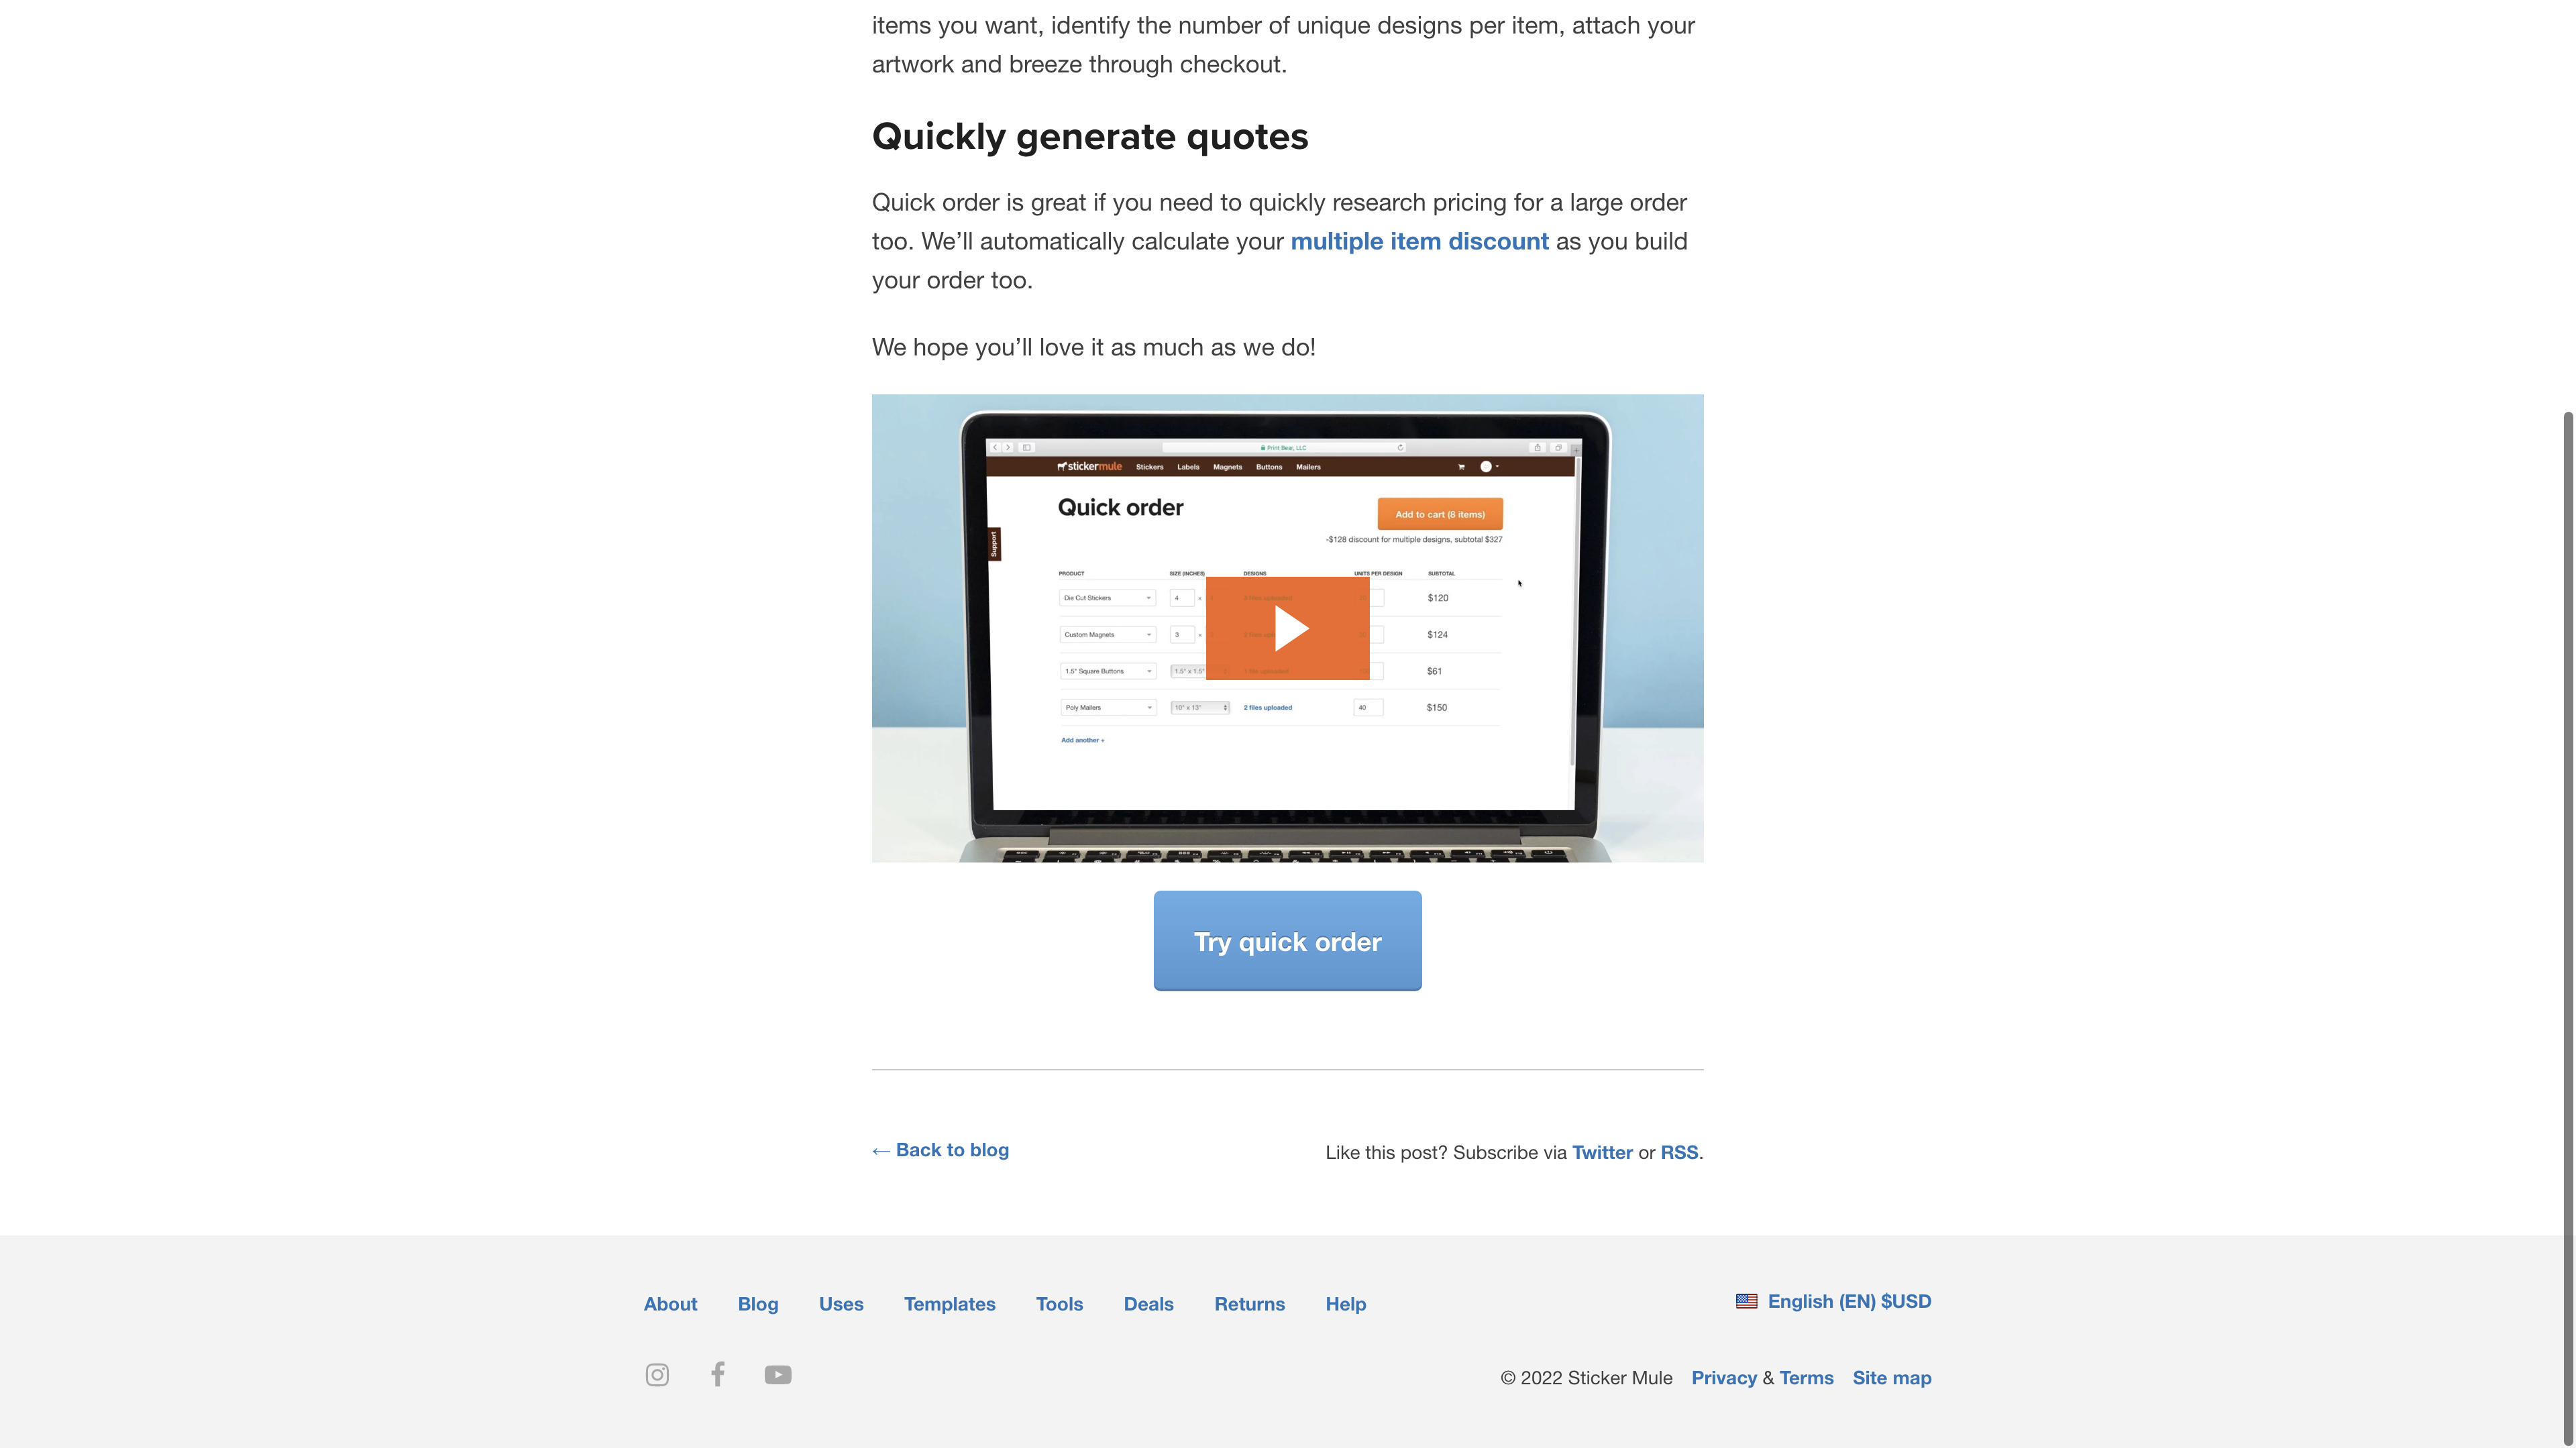 items you want, identify the number of unique designs per item, attach your
artwork and breeze through checkout.
Quickly generate quotes
Quick order is great if you need to quickly research pricing for a large order
too. We’ll automatically calculate your multiple item discount as you build
your order too.
We hope you’ll love it as much as we do!
Print Bear, LLC
stickermule Stickers Labels Magnets Buttons Mailers
Quick order
Add to cart (8 items)
-$128 discount for multiple designs, subtotal $327
Support
PRODUCT SIZE (INCHES) DESIGNS UNITS PER DESIGN SUBTOTAL
Die Cut Stickers 4 x $120
Custom Magnets 3 x $124
1.5" Square Buttons 1.5" x 1.5" $61
Poly Mailers 10" x 13" 2 files uploaded 40 $150
Add another +
Try quick order
← Back to blog
Like this post? Subscribe via Twitter or RSS.
About Blog Uses Templates Tools Deals Returns Help
English (EN) $USD
© 2022 Sticker Mule Privacy & Terms Site map